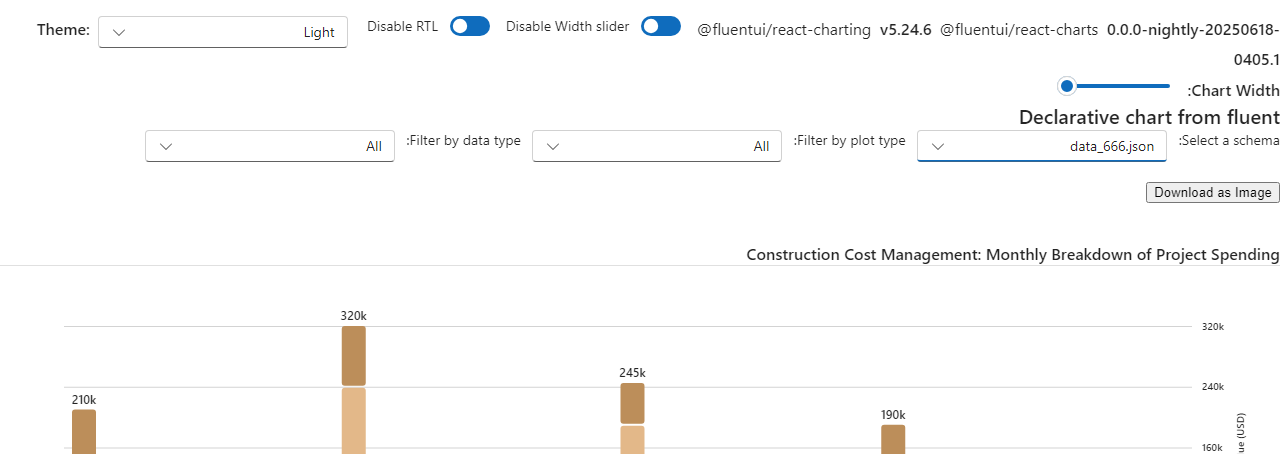 Theme: Light Disable RTL Disable Width slider @fluentui/react-charting v5.24.6 @fluentui/react-charts 0.0.0-nightly-20250618-
0405.1
:Chart Width
Declarative chart from fluent
:Select a schema data_666.json :Filter by plot type All :Filter by data type All
Download as Image
Construction Cost Management: Monthly Breakdown of Project Spending
320k
320k
245k
240k
210k
190k
160k
(USD)